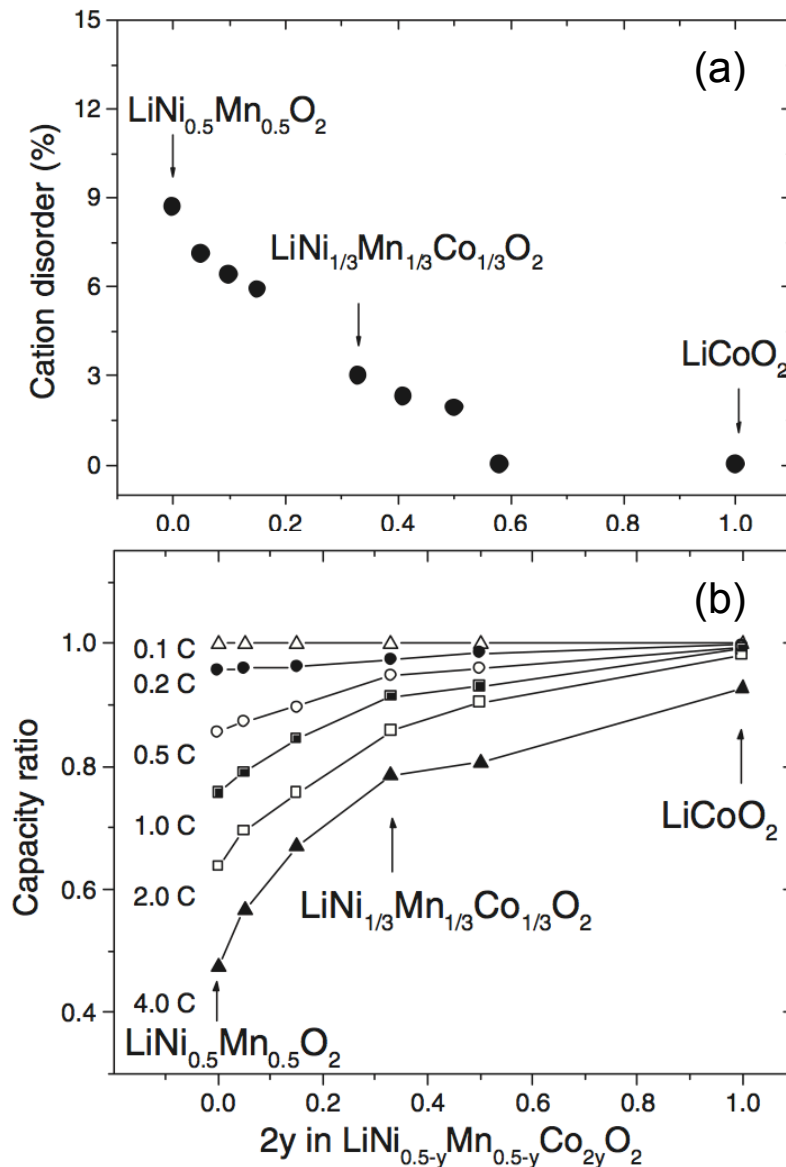 (a)
15
12
9
6
3
0
Cation disorder (%)
LiNi0.5Mn0.5O2
LiNi1/3Mn1/3Co1/3O2
LiCoO2
0.0 0.2 0.4 0.6 0.8 1.0
(b)
1.0
0.8
0.6
0.4
Capacity ratio
0.1 C
0.2 C
0.5 C
1.0 C
2.0 C
4.0 C
LiCoO2
LiNi1/3Mn1/3Co1/3O2
LiNi0.5Mn0.5O2
0.0 0.2 0.4 0.6 0.8 1.0
2y in LiNi0.5-yMn0.5-yCo2yO2